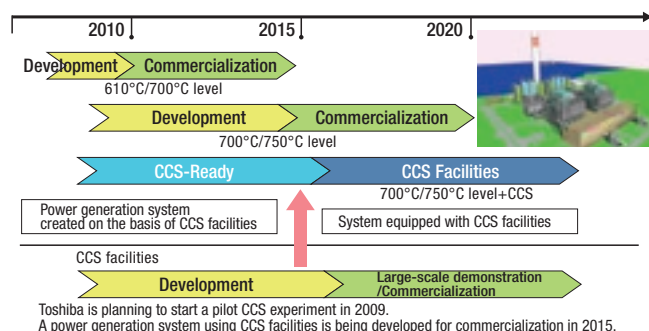 2010 2015 2020
Development Commercialization
610°C/700°C level
Development Commercialization
700°C/750°C level
CCS-Ready CCS Facilities
700°C/750°C level+CCS
Power generation system
created on the basis of CCS facilities
System equipped with CCS facilities
CCS facilities
Development
Large-scale demonstration
/Commercialization
Toshiba is planning to start a pilot CCS experiment in 2009.
A power generation system using CCS facilities is being developed for commercialization in 2015.